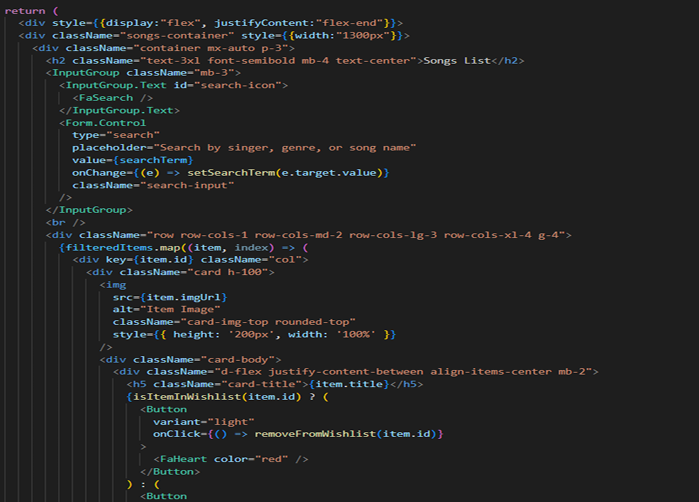 return (
<div style={{display:"flex", justifyContent:"flex-end"}}>
<div className="songs-container" style={{width:"1300px"}}>
<div className="container mx-auto p-3">
<h2 className="text-3xl font-semibold mb-4 text-center">Songs List</h2>
<InputGroup className="mb-3">
<InputGroup.Text id="search-icon">
<FaSearch />
</InputGroup.Text>
<Form.Control
type="search"
placeholder="Search by singer, genre, or song name"
value={searchTerm}
onChange={(e) => setSearchTerm(e.target.value)}
className="search-input"
/>
</InputGroup>
<br />
<div className="row row-cols-1 row-cols-md-2 row-cols-lg-3 row-cols-xl-4 g-4">
{filteredItems.map((item, index) => (
<div key={item.id} className="col">
<div className="card h-100">
<img
src={item.imgUrl}
alt="Item Image"
className="card-img-top rounded-top"
style={{ height: '200px', width: '100%' }}
/>
<div className="card-body">
<div className="d-flex justify-content-between align-items-center mb-2">
<h5 className="card-title">{item.title}</h5>
{isItemInWishlist(item.id) ? (
<Button
variant="light"
onClick={() => removeFromWishlist(item.id)}
>
<FaHeart color="red" />
</Button>
) : (
<Button